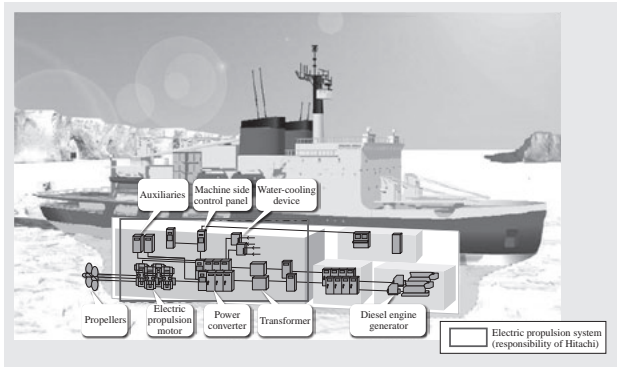 Auxiliaries
Machine side
control panel
Water-cooling
device
Propellers
Electric
propulsion
motor
Power
converter
Transformer
Diesel engine
generator
Electric propulsion system
(responsibility of Hitachi)